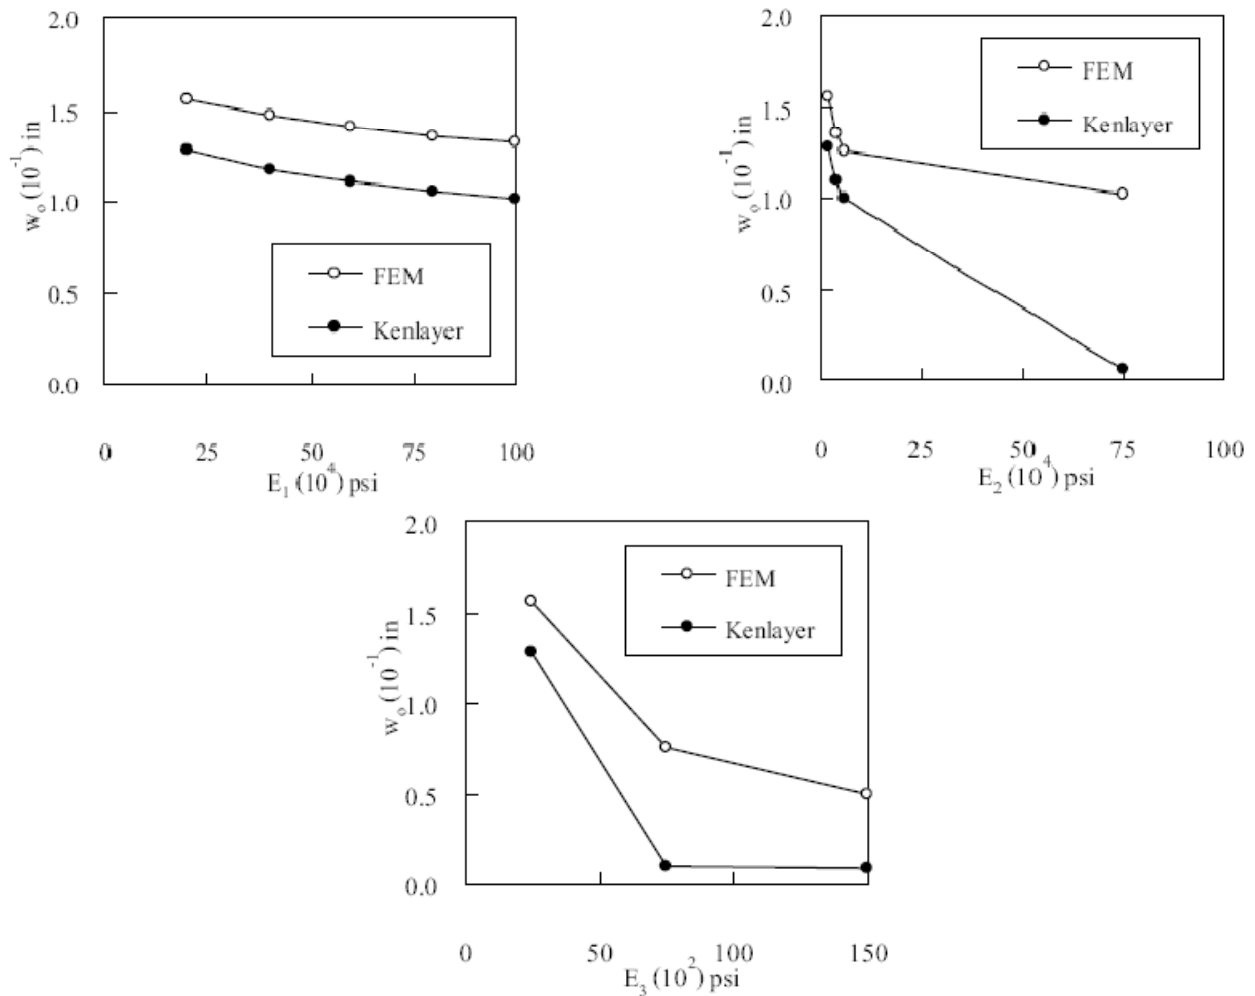 2.0
1.5
1.0
0.5
0.0
w₀ (10⁻¹) in
FEM
Kenlayer
0 25 50 75 100
E₁ (10⁴) psi
2.0
1.5
1.0
0.5
0.0
w₀ (10⁻¹) in
FEM
Kenlayer
0 25 50 75 100
E₂ (10⁴) psi
2.0
1.5
1.0
0.5
0.0
w₀ (10⁻¹) in
FEM
Kenlayer
0 50 100 150
E₃ (10²) psi